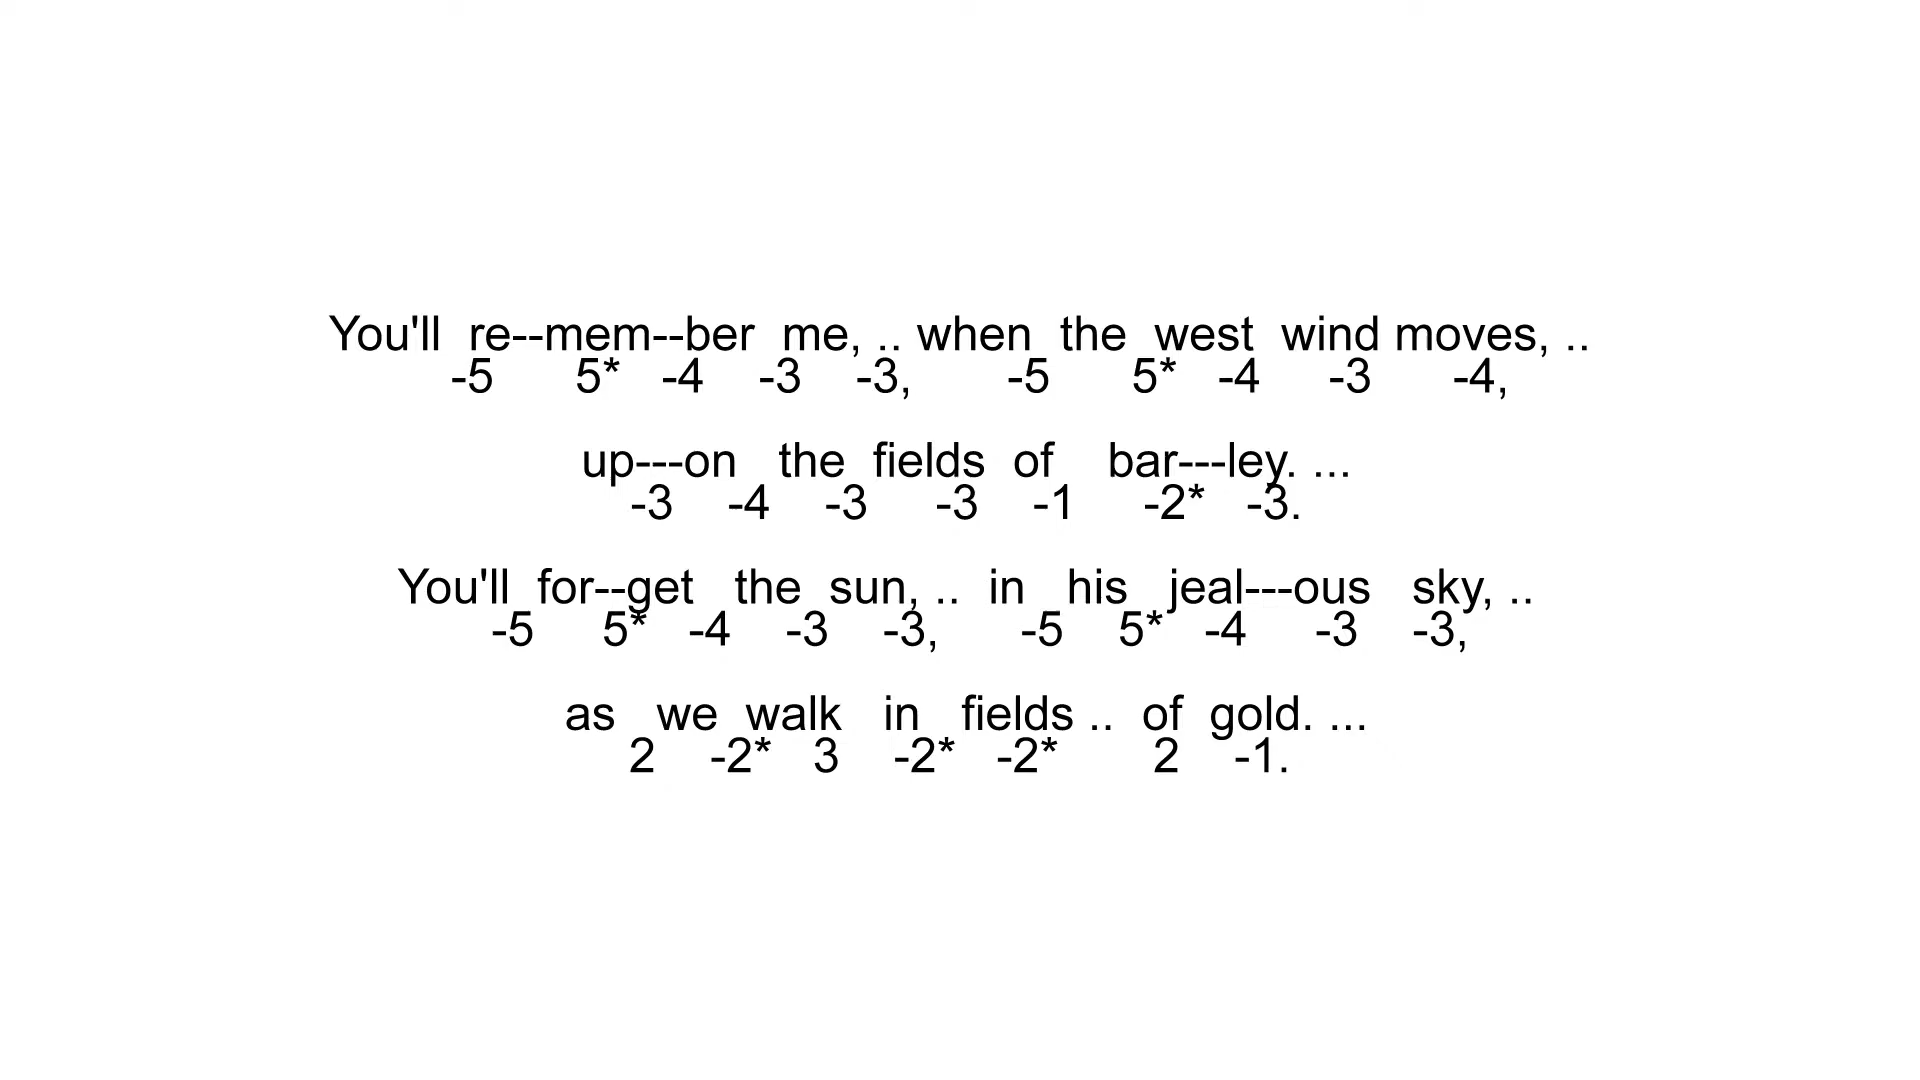 You'll re--mem--ber me, .. when the west wind moves, ..
-5 5* -4 -3 -3, -5 5* -4 -3 -4,
up---on the fields of bar---ley. ...
-3 -4 -3 -3 -1 -2* -3.
You'll for--get the sun, .. in his jeal---ous sky, ..
-5 5* -4 -3 -3, -5 5* -4 -3 -3,
as we walk in fields .. of gold. ...
2 -2* 3 -2* -2* 2 -1.